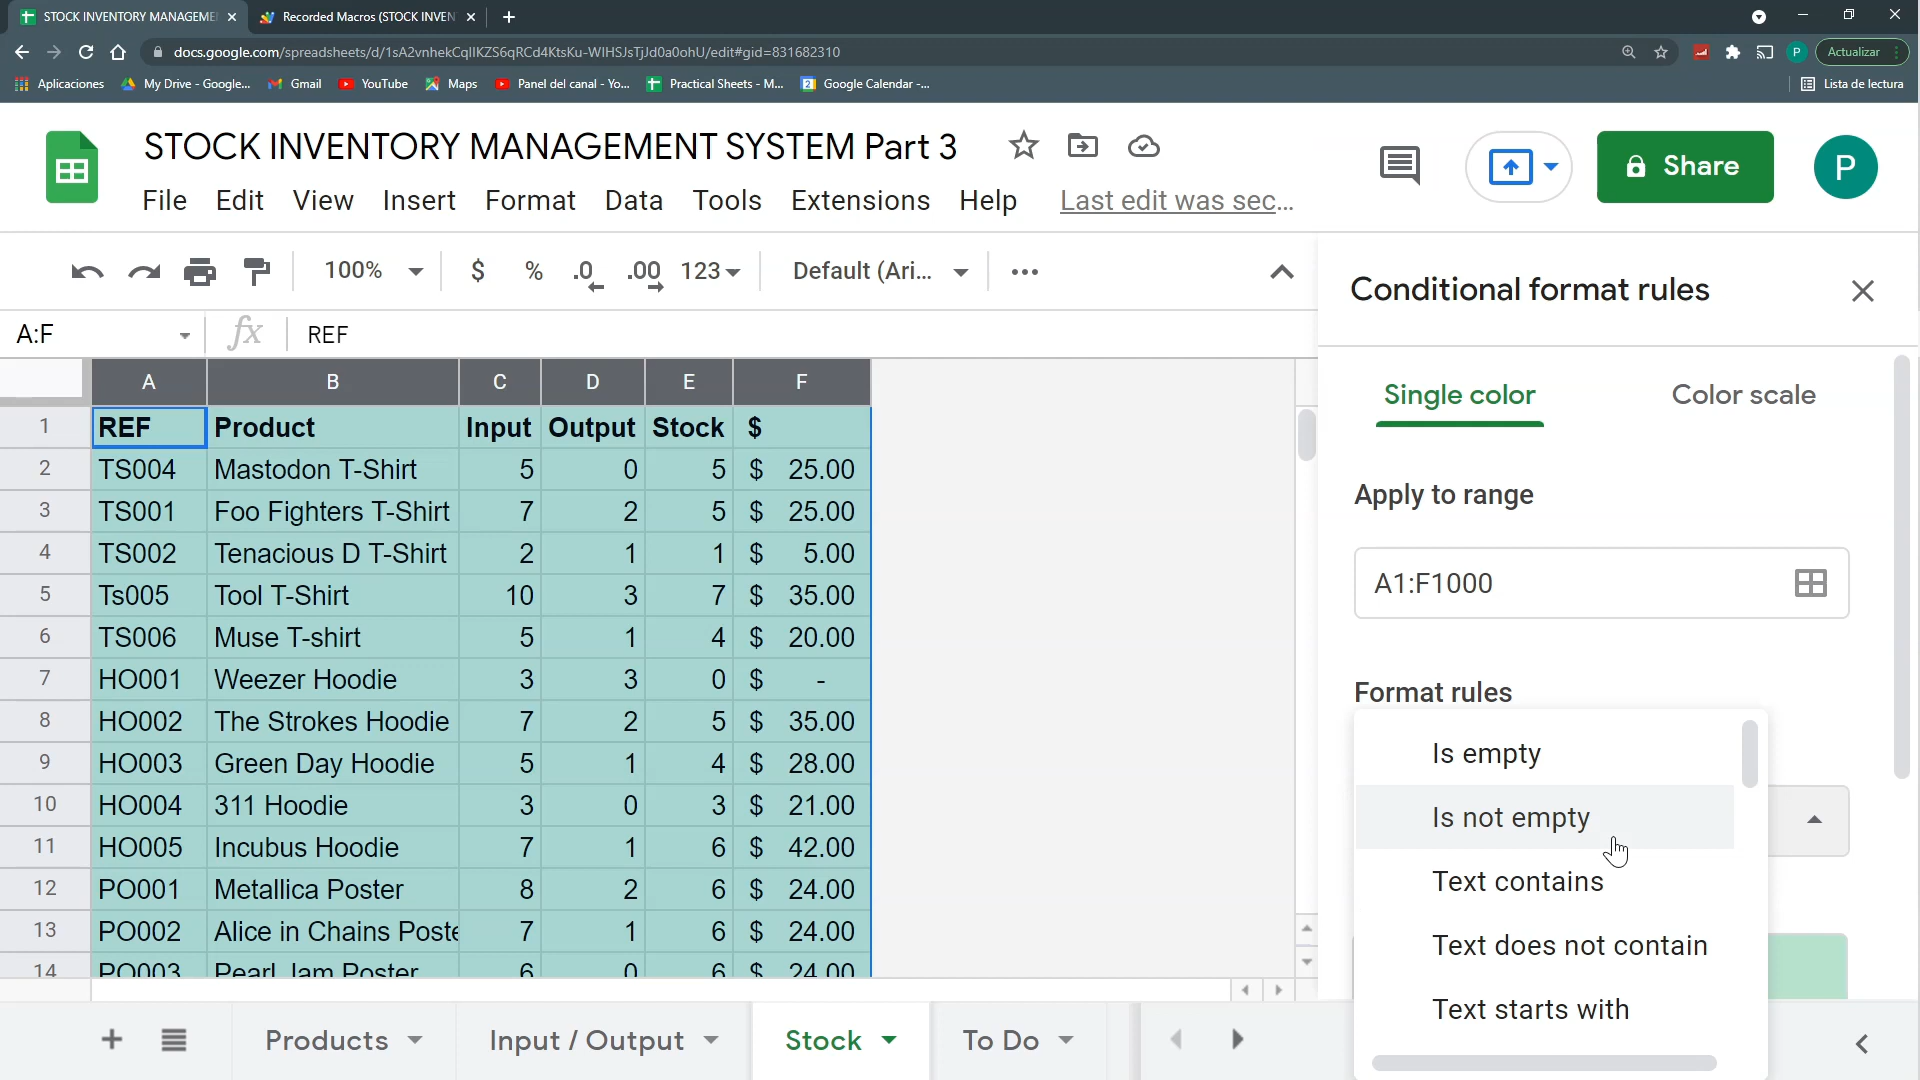 STOCK INVENTORY MANAGEME
Recorded Macros (STOCK INVEN
docs.google.com/spreadsheets/d/1sA2vnhekCqlIKZS6qRCd4KtsKu-WIHSJsTjJd0a0ohU/edit#gid=831682310
P
Actualizar
Aplicaciones
My Drive - Google...
Gmail
YouTube
Maps
Panel del canal - Yo...
Practical Sheets - M...
Google Calendar -...
Lista de lectura
STOCK INVENTORY MANAGEMENT SYSTEM Part 3
File Edit View Insert Format Data Tools Extensions Help Last edit was sec...
Share
P
100% $ % .0 .00 123 Default (Ari...
A:F fx REF
A B C D E F
1 REF Product Input Output Stock $
2 TS004 Mastodon T-Shirt 5 0 5 $ 25.00
3 TS001 Foo Fighters T-Shirt 7 2 5 $ 25.00
4 TS002 Tenacious D T-Shirt 2 1 1 $ 5.00
5 Ts005 Tool T-Shirt 10 3 7 $ 35.00
6 TS006 Muse T-shirt 5 1 4 $ 20.00
7 HO001 Weezer Hoodie 3 3 0 $ -
8 HO002 The Strokes Hoodie 7 2 5 $ 35.00
9 HO003 Green Day Hoodie 5 1 4 $ 28.00
10 HO004 311 Hoodie 3 0 3 $ 21.00
11 HO005 Incubus Hoodie 7 1 6 $ 42.00
12 PO001 Metallica Poster 8 2 6 $ 24.00
13 PO002 Alice in Chains Poste 7 1 6 $ 24.00
14 PO003 Pearl Jam Poster 6 0 6 $ 24.00
Conditional format rules
Single color
Color scale
Apply to range
A1:F1000
Format rules
Is empty
Is not empty
Text contains
Text does not contain
Text starts with
Products
Input / Output
Stock
To Do